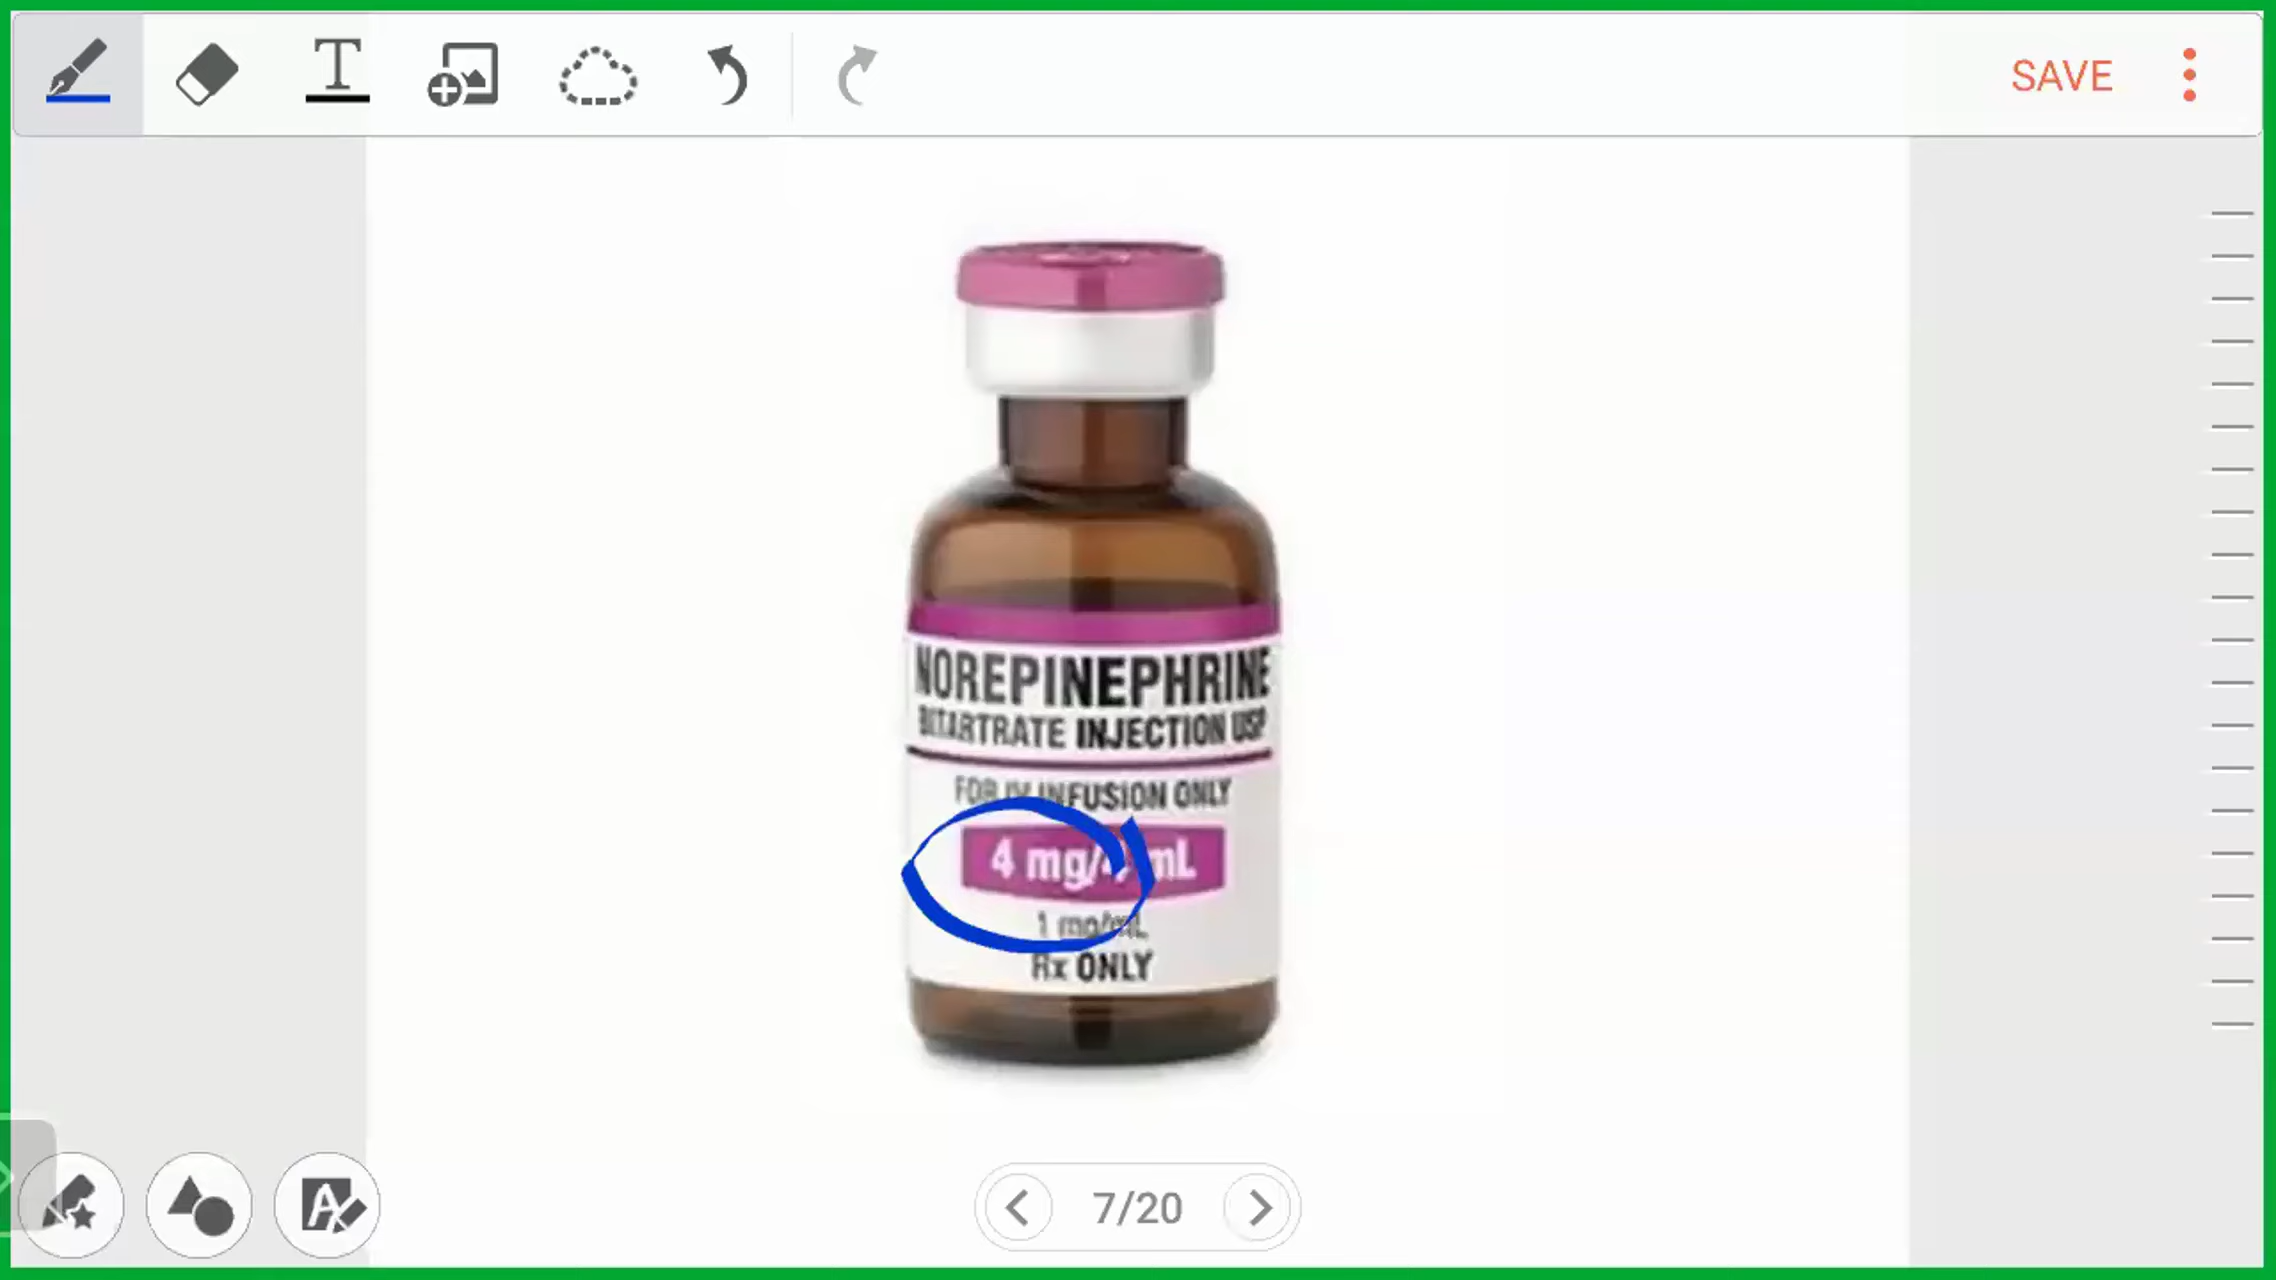 T
SAVE
NOREPINEPHRINE
BITARTRATE INJECTION USP
FOR IV INFUSION ONLY
4 mg/4 mL
1 mg/mL
Rx ONLY
A
7/20